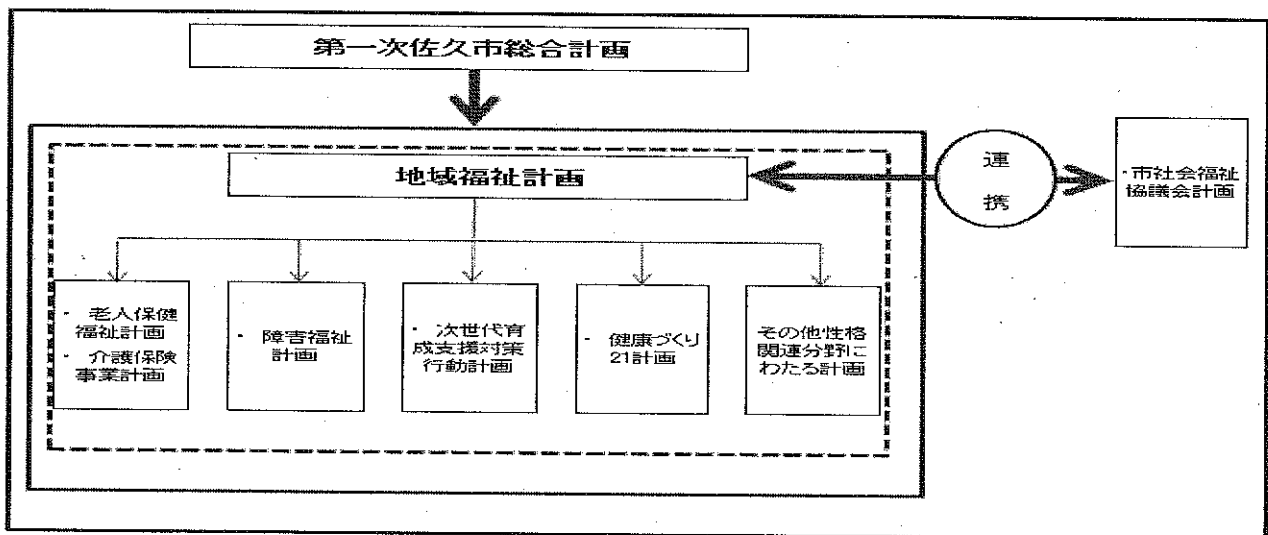 第一次佐久市総合計画
地域福祉計画
連
携
・市社会福祉
協議会計画
・ 老人保健
福祉計画
・ 介護保険
事業計画
・ 障害福祉
計画
・ 次世代育
成支援対策
行動計画
・ 健康づくり
21計画
その他性格
関連分野に
わたる計画